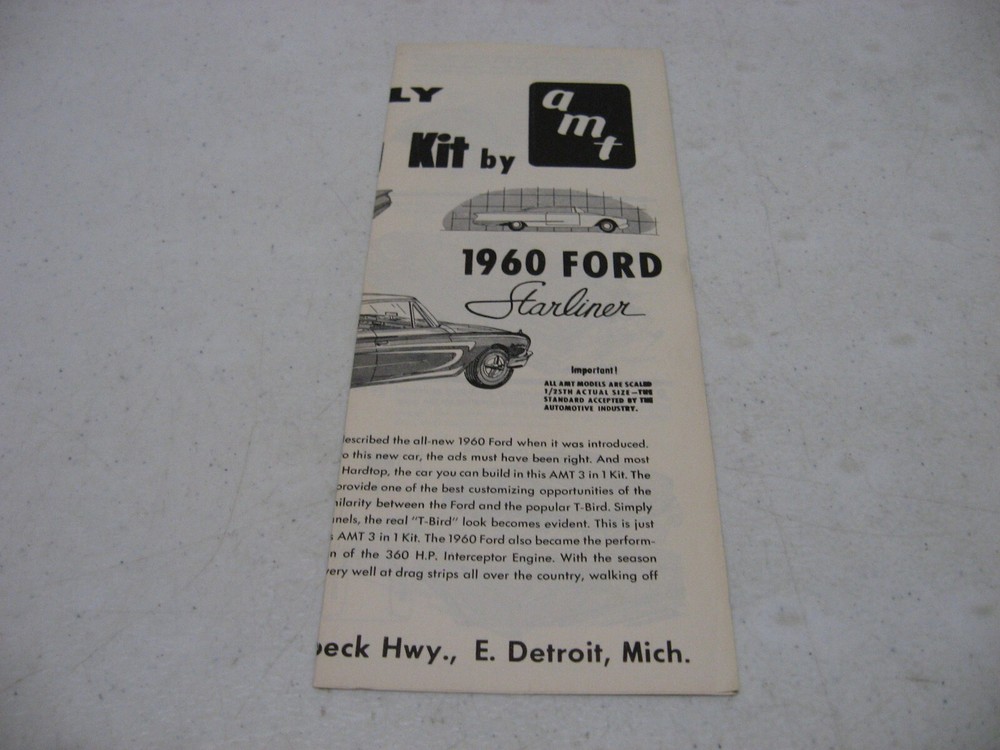 LY
Kit by
amt
1960 FORD
Starliner
Important!
ALL AMT MODELS ARE SCALED
1/25TH ACTUAL SIZE—THE
STANDARD ACCEPTED BY THE
AUTOMOTIVE INDUSTRY.
escribed the all-new 1960 Ford when it was introduced.
o this new car, the ads must have been right. And most
Hardtop, the car you can build in this AMT 3 in 1 Kit. The
provide one of the best customizing opportunities of the
ilarity between the Ford and the popular T-Bird. Simply
nels, the real "T-Bird" look becomes evident. This is just
AMT 3 in 1 Kit. The 1960 Ford also became the perform-
n of the 360 H.P. Interceptor Engine. With the season
very well at drag strips all over the country, walking off
eck Hwy., E. Detroit, Mich.